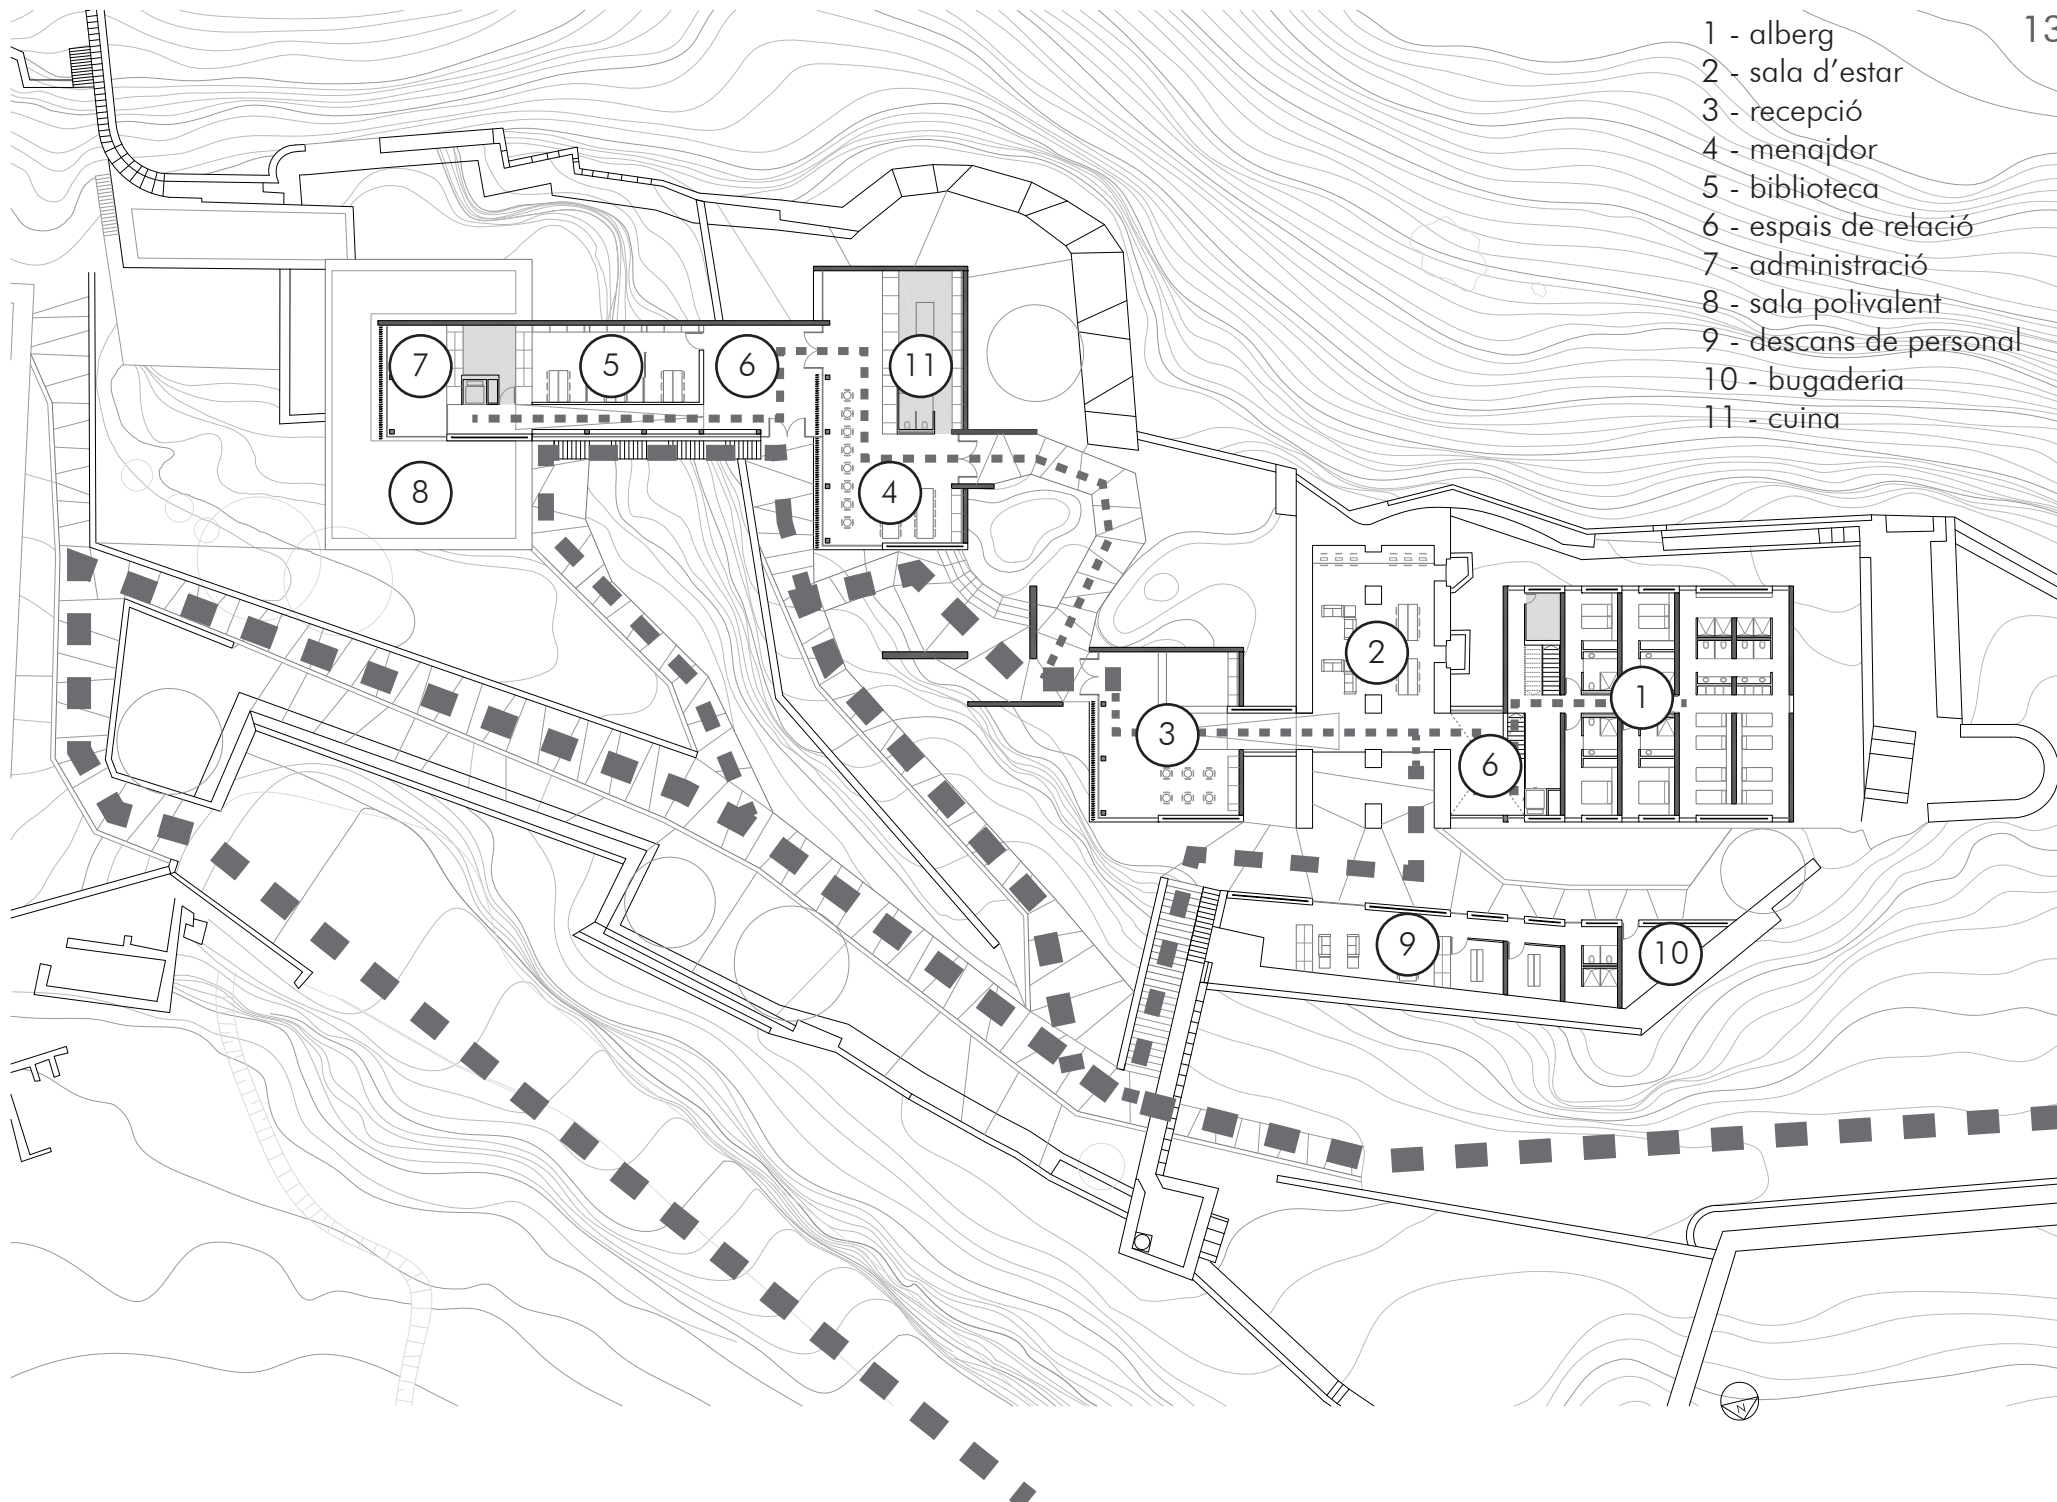 1 - alberg
13
2 - sala d’estar
3 - recepció
4 - menajdor
5 - biblioteca
6 - espais de relació
7 - administració
8 - sala polivalent
9 - descans de personal
10 - bugaderia
11 - cuina
7
5
6
11
8
4
2
1
3
6
9
10
N